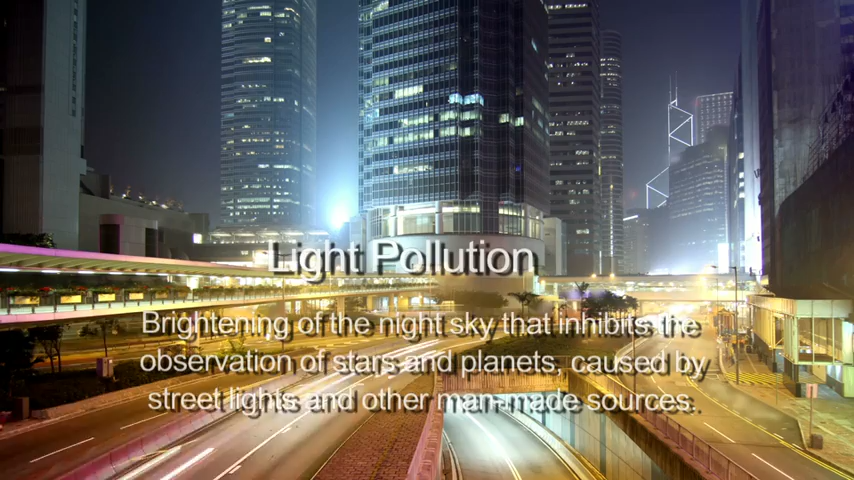 Light Pollution
Brightening of the night sky that inhibits the
observation of stars and planets, caused by
street lights and other man-made sources.